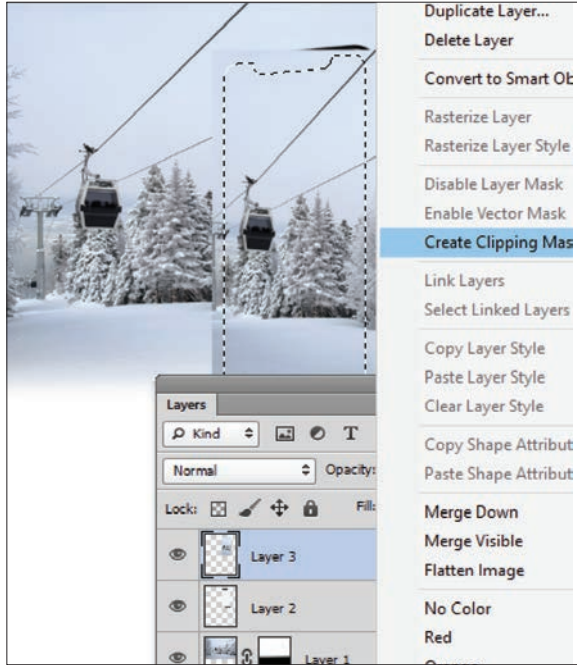 Duplicate Layer...
Delete Layer
Convert to Smart Ob
Rasterize Layer
Rasterize Layer Style
Disable Layer Mask
Enable Vector Mask
Create Clipping Mas
Link Layers
Select Linked Layers
Copy Layer Style
Paste Layer Style
Clear Layer Style
Copy Shape Attribut
Paste Shape Attribut
Merge Down
Merge Visible
Flatten Image
No Color
Red
Layers
Kind
T
Normal
Opacity:
Lock:
Fill:
Layer 3
Layer 2
Layer 1